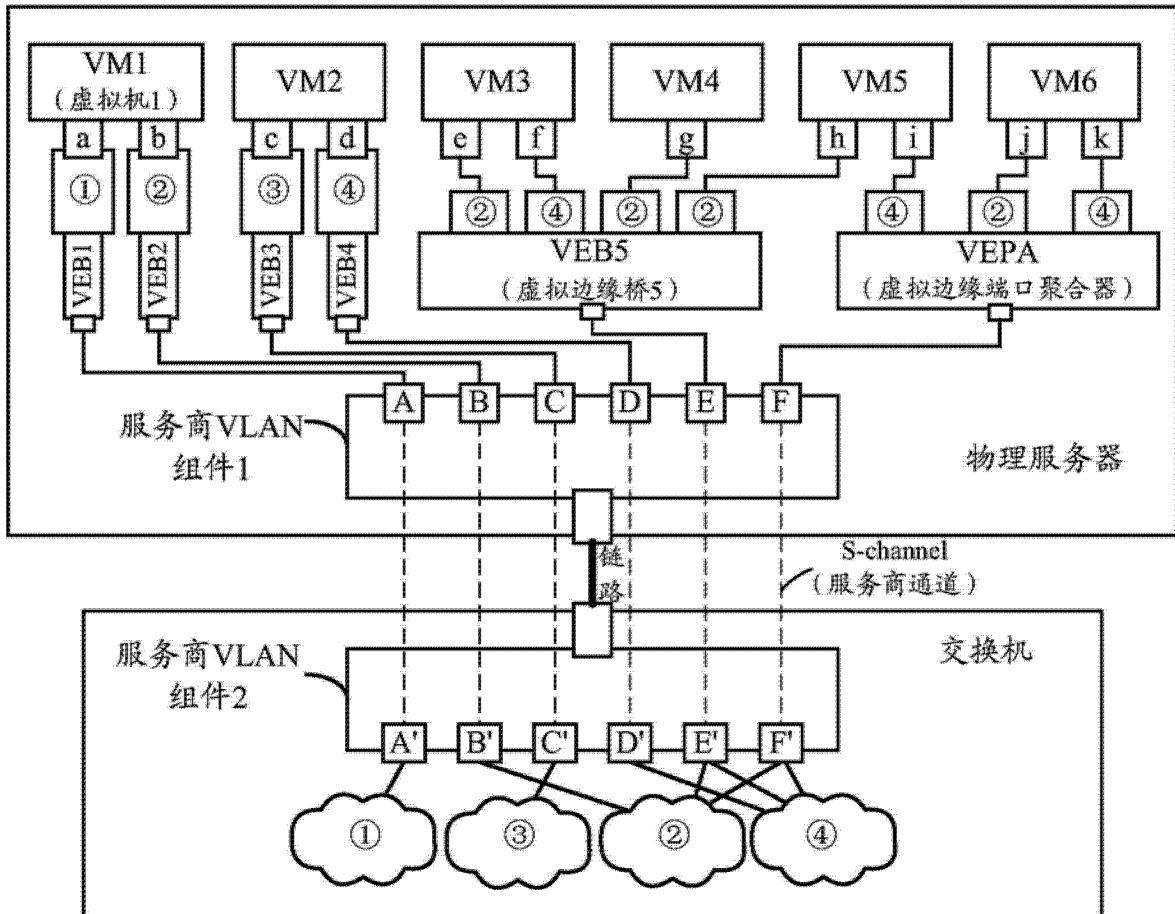 VM1
（虚拟机1）
VM2
VM3
VM4
VM5
VM6
a b c d e f g h i j k
① ② ③ ④ ② ④ ② ② ④ ② ④
VEB1
VEB2
VEB3
VEB4
VEB5
（虚拟边缘桥5）
VEPA
（虚拟边缘端口聚合器）
A B C D E F
服务商VLAN
组件1
物理服务器
链
路
S-channel
（服务商通道）
服务商VLAN
组件2
交换机
A' B' C' D' E' F'
① ③ ② ④